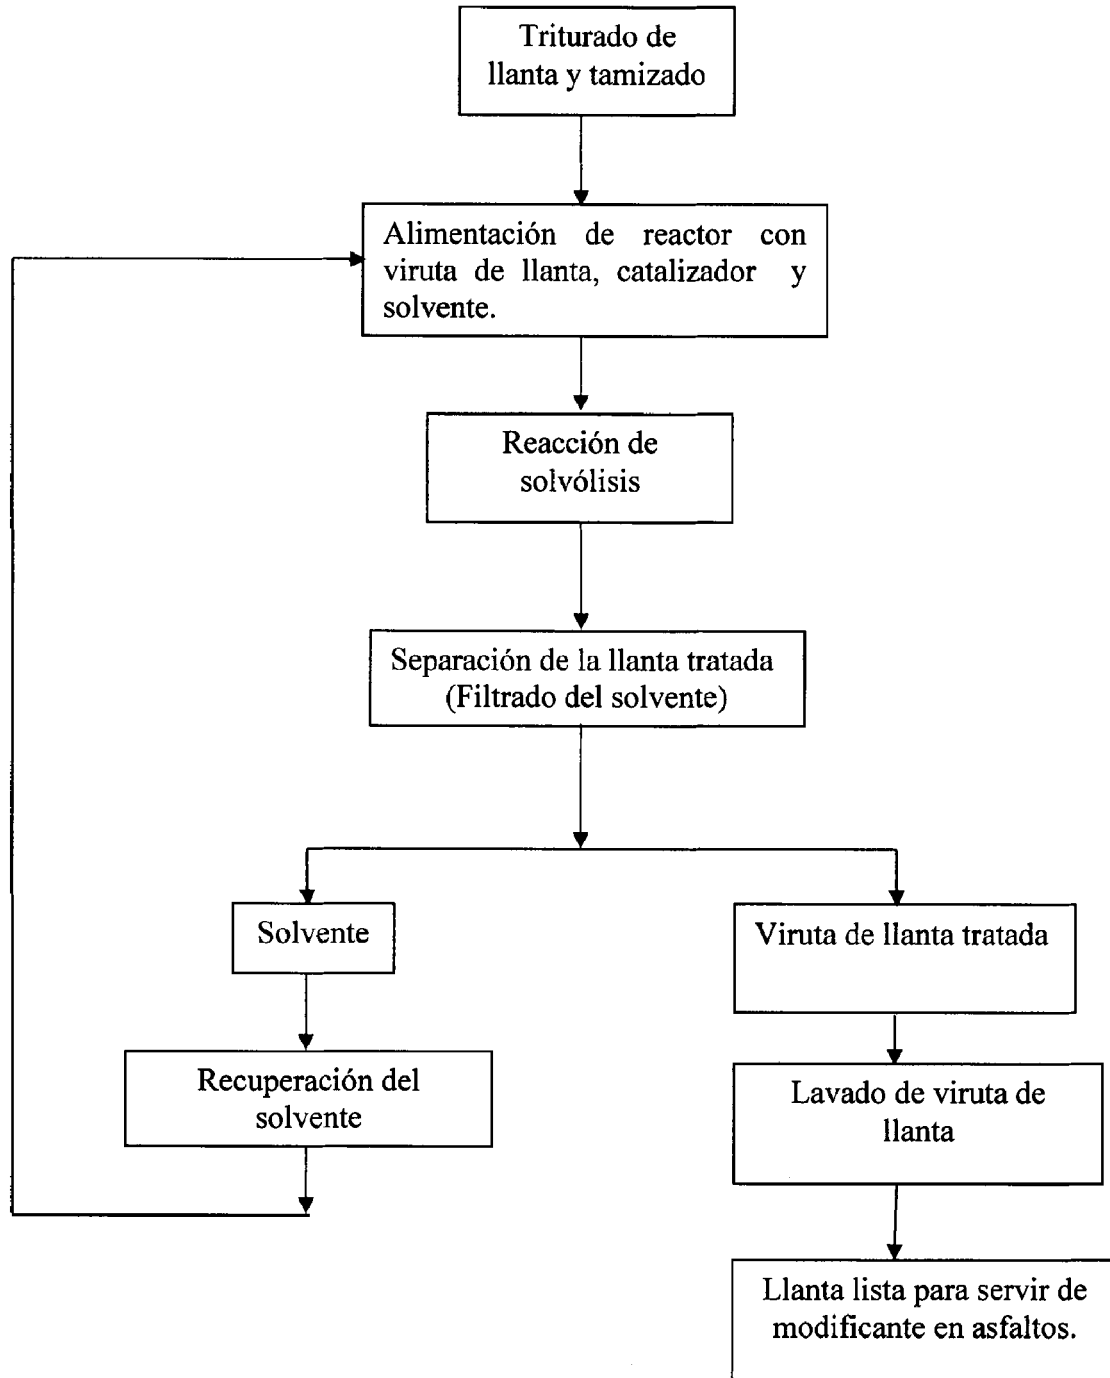 Triturado de
llanta y tamizado
Alimentación de reactor con
viruta de llanta, catalizador y
solvente.
Reacción de
solvólisis
Separación de la llanta tratada
(Filtrado del solvente)
Solvente
Viruta de llanta tratada
Recuperación del
solvente
Lavado de viruta de
llanta
Llanta lista para servir de
modificante en asfaltos.